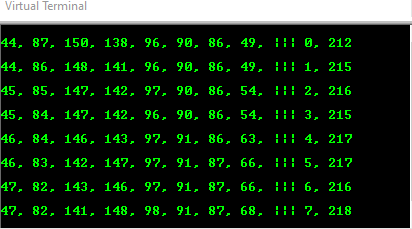 Virtual Terminal
44, 87, 150, 138, 96, 90, 86, 49, ¦¦¦ 0, 212
44, 86, 148, 141, 96, 90, 86, 49, ¦¦¦ 1, 215
45, 85, 147, 142, 97, 90, 86, 54, ¦¦¦ 2, 216
45, 84, 147, 142, 96, 90, 86, 54, ¦¦¦ 3, 215
46, 84, 146, 143, 97, 91, 86, 63, ¦¦¦ 4, 217
46, 83, 142, 147, 97, 91, 87, 66, ¦¦¦ 5, 217
47, 82, 143, 146, 97, 91, 87, 66, ¦¦¦ 6, 216
47, 82, 141, 148, 98, 91, 87, 68, ¦¦¦ 7, 218